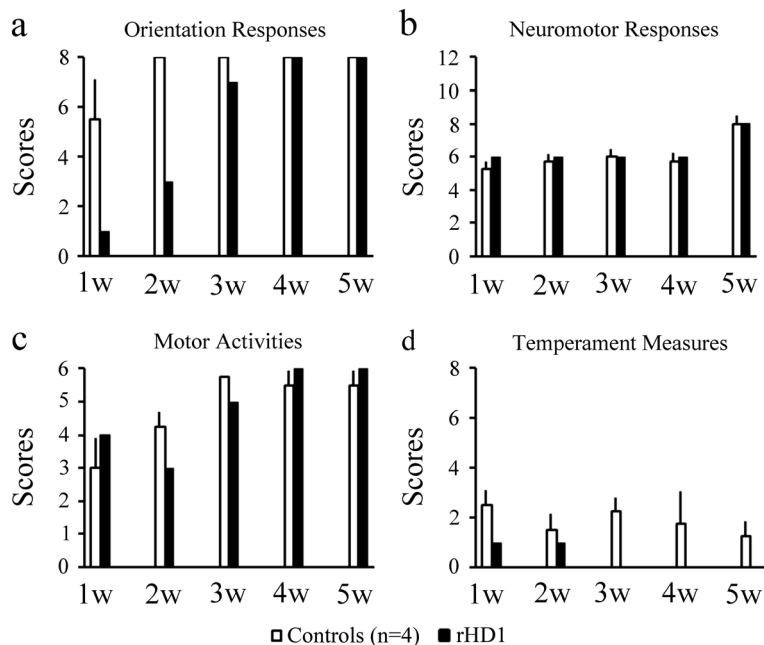 a
Orientation Responses
Scores
8
6
4
2
0
1w 2w 3w 4w 5w
b
Neuromotor Responses
Scores
12
10
8
6
4
2
0
1w 2w 3w 4w 5w
c
Motor Activities
Scores
6
5
4
3
2
1
0
1w 2w 3w 4w 5w
d
Temperament Measures
Scores
8
6
4
2
0
1w 2w 3w 4w 5w
Controls (n=4) rHD1